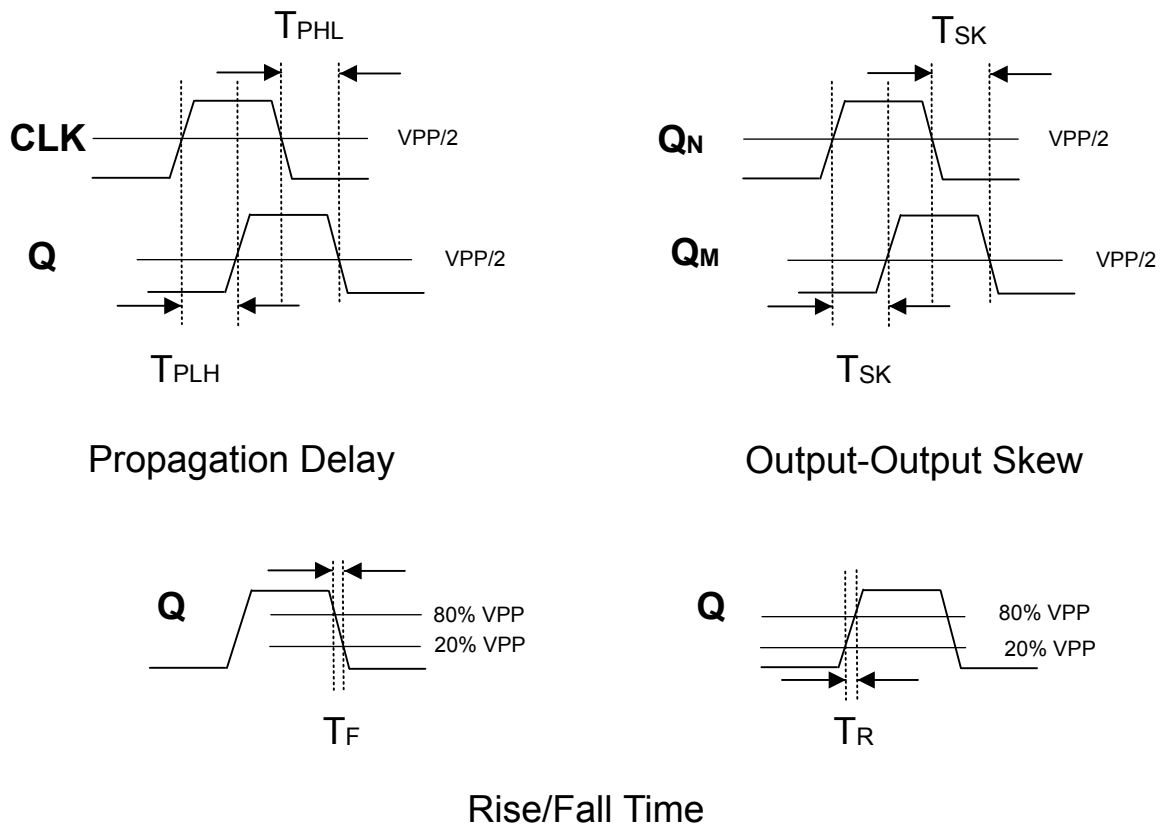 TPHL
CLK
VPP/2
Q
VPP/2
TPLH
Propagation Delay
TSK
QN
VPP/2
QM
VPP/2
TSK
Output-Output Skew
Q
80% VPP
20% VPP
TF
Q
80% VPP
20% VPP
TR
Rise/Fall Time